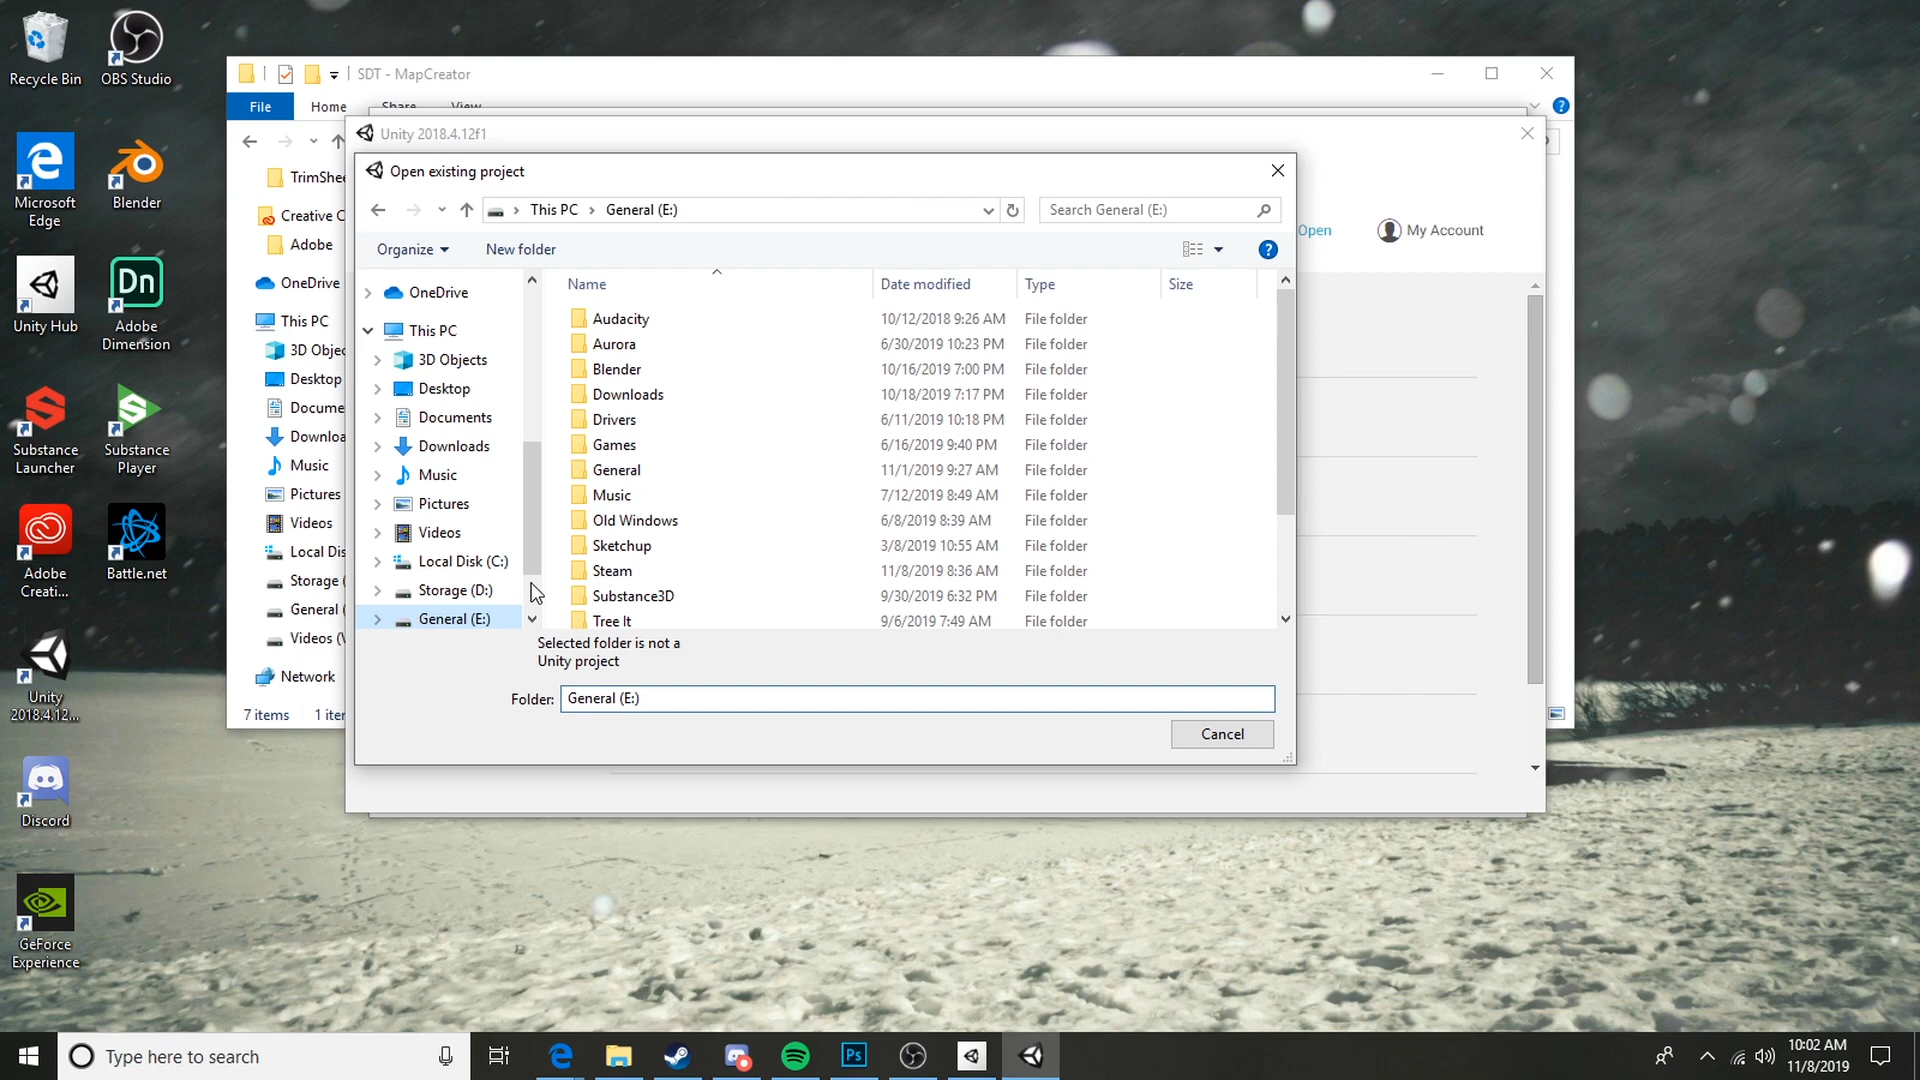 Recycle Bin
OBS Studio
Microsoft
Edge
Blender
Unity Hub
Adobe
Dimension
Substance
Launcher
Substance
Player
Adobe
Creati...
Battle.net
Unity
2018.4.12...
Discord
GeForce
Experience
SDT - MapCreator
File
Home
Share
View
TrimShe
Creative C
Adobe
OneDrive
This PC
3D Objec
Desktop
Docume
Downloa
Music
Pictures
Videos
Local Dis
Storage (
General (
Videos (V
Network
7 items
1 iter
Unity 2018.4.12f1
Open
My Account
Open existing project
This PC
General (E:)
Search General (E:)
Organize
New folder
OneDrive
This PC
3D Objects
Desktop
Documents
Downloads
Music
Pictures
Videos
Local Disk (C:)
Storage (D:)
General (E:)
Name Date modified Type Size
Audacity 10/12/2018 9:26 AM File folder
Aurora 6/30/2019 10:23 PM File folder
Blender 10/16/2019 7:00 PM File folder
Downloads 10/18/2019 7:17 PM File folder
Drivers 6/11/2019 10:18 PM File folder
Games 6/16/2019 9:40 PM File folder
General 11/1/2019 9:27 AM File folder
Music 7/12/2019 8:49 AM File folder
Old Windows 6/8/2019 8:39 AM File folder
Sketchup 3/8/2019 10:55 AM File folder
Steam 11/8/2019 8:36 AM File folder
Substance3D 9/30/2019 6:32 PM File folder
Tree It 9/6/2019 7:49 AM File folder
Selected folder is not a
Unity project
Folder: General (E:)
Cancel
Type here to search
10:02 AM
11/8/2019